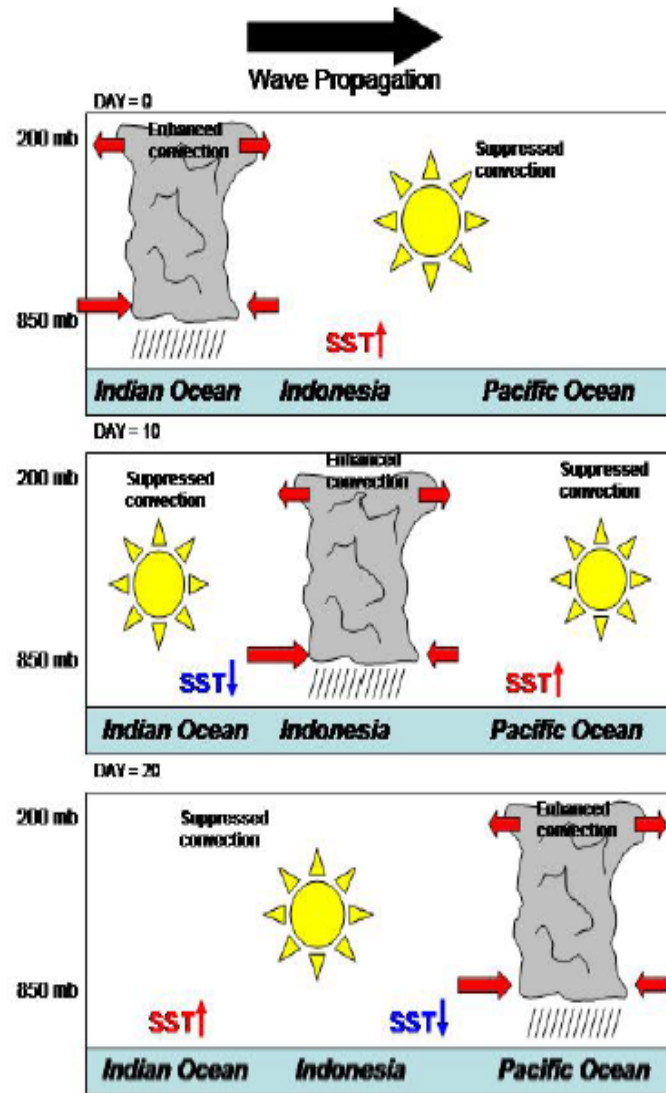 Wave Propagation
DAY = 0
200 mb
Enhanced
convection
Suppressed
convection
850 mb
SST
Indian Ocean Indonesia Pacific Ocean
DAY = 10
200 mb
Suppressed
convection
Enhanced
convection
Suppressed
convection
850 mb
SST SST
Indian Ocean Indonesia Pacific Ocean
DAY = 20
200 mb
Suppressed
convection
Enhanced
convection
850 mb
SST SST
Indian Ocean Indonesia Pacific Ocean